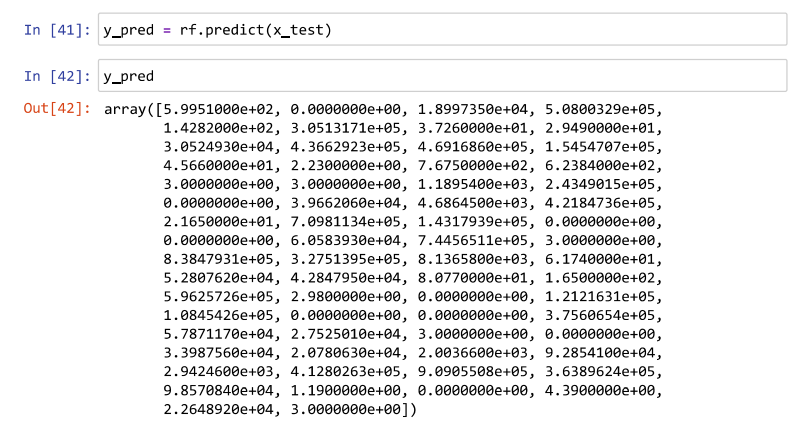 In [41]: y_pred = rf.predict(x_test)
In [42]: y_pred
Out[42]: array([5.9951000e+02, 0.0000000e+00, 1.8997350e+04, 5.0800329e+05,
1.4282000e+02, 3.0513171e+05, 3.7260000e+01, 2.9490000e+01,
3.0524930e+04, 4.3662923e+05, 4.6916860e+05, 1.5454707e+05,
4.5660000e+01, 2.2300000e+00, 7.6750000e+02, 6.2384000e+02,
3.0000000e+00, 3.0000000e+00, 1.1895400e+03, 2.4349015e+05,
0.0000000e+00, 3.9662060e+04, 4.6864500e+03, 4.2184736e+05,
2.1650000e+01, 7.0981134e+05, 1.4317939e+05, 0.0000000e+00,
0.0000000e+00, 6.0583930e+04, 7.4456511e+05, 3.0000000e+00,
8.3847931e+05, 3.2751395e+05, 8.1365800e+03, 6.1740000e+01,
5.2807620e+04, 4.2847950e+04, 8.0770000e+01, 1.6500000e+02,
5.9625726e+05, 2.9800000e+00, 0.0000000e+00, 1.2121631e+05,
1.0845426e+05, 0.0000000e+00, 0.0000000e+00, 3.7560654e+05,
5.7871170e+04, 2.7525010e+04, 3.0000000e+00, 0.0000000e+00,
3.3987560e+04, 2.0780630e+04, 2.0036600e+03, 9.2854100e+04,
2.9424600e+03, 4.1280263e+05, 9.0905508e+05, 3.6389624e+05,
9.8570840e+04, 1.1900000e+00, 0.0000000e+00, 4.3900000e+00,
2.2648920e+04, 3.0000000e+00])